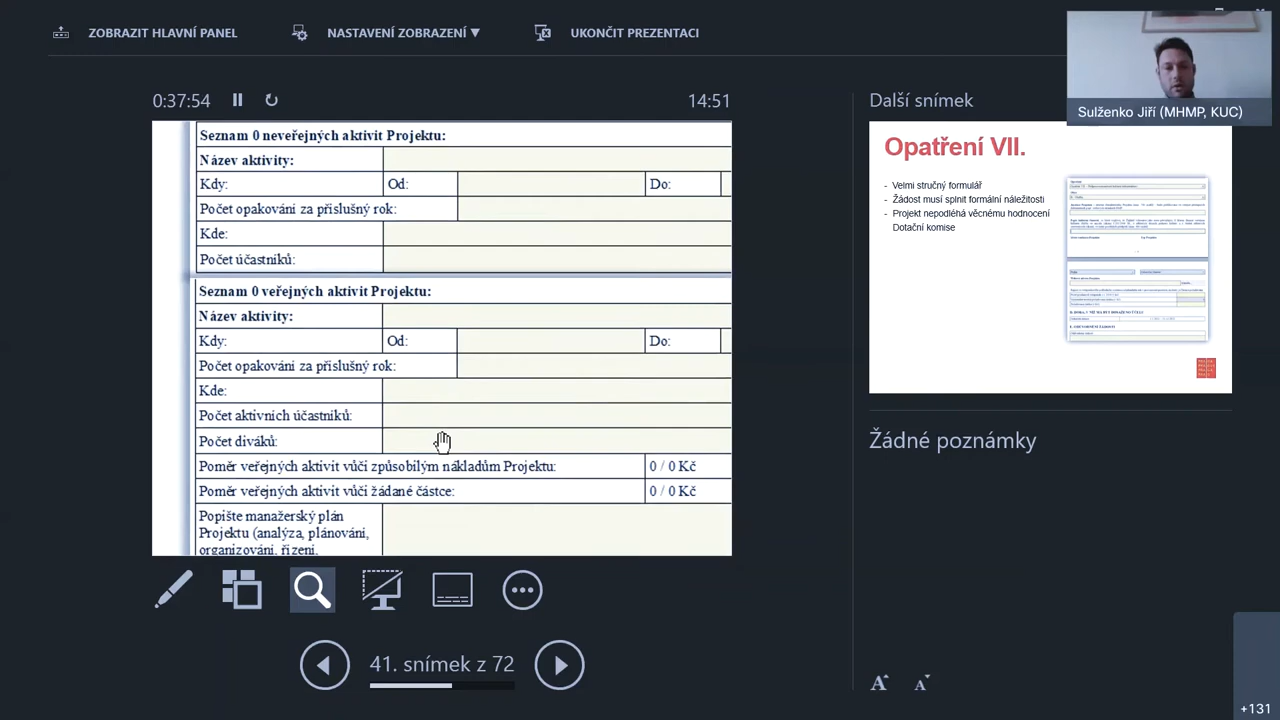 ZOBRAZIT HLAVNÍ PANEL
NASTAVENÍ ZOBRAZENÍ ▼
UKONČIT PREZENTACI
Sulženko Jiří (MHMP, KUC)
0:37:54
14:51
Seznam 0 neveřejných aktivit Projektu:
Název aktivity:
Kdy: Od: Do:
Počet opakování za příslušný rok:
Kde:
Počet účastníků:
Seznam 0 veřejných aktivit Projektu:
Název aktivity:
Kdy: Od: Do:
Počet opakování za příslušný rok:
Kde:
Počet aktivních účastníků:
Počet diváků:
Poměr veřejných aktivit vůči způsobilým nákladům Projektu: 0 / 0 Kč
Poměr veřejných aktivit vůči žádané částce: 0 / 0 Kč
Popište manažerský plán
Projektu (analýza, plánování,
organizování, řízení,
41. snímek z 72
Další snímek
Opatření VII.
- Velmi stručný formulář
- Žádost musí splnit formální náležitosti
- Projekt nepodléhá věcnému hodnocení
- Dotační komise
Žádné poznámky
A A
+131